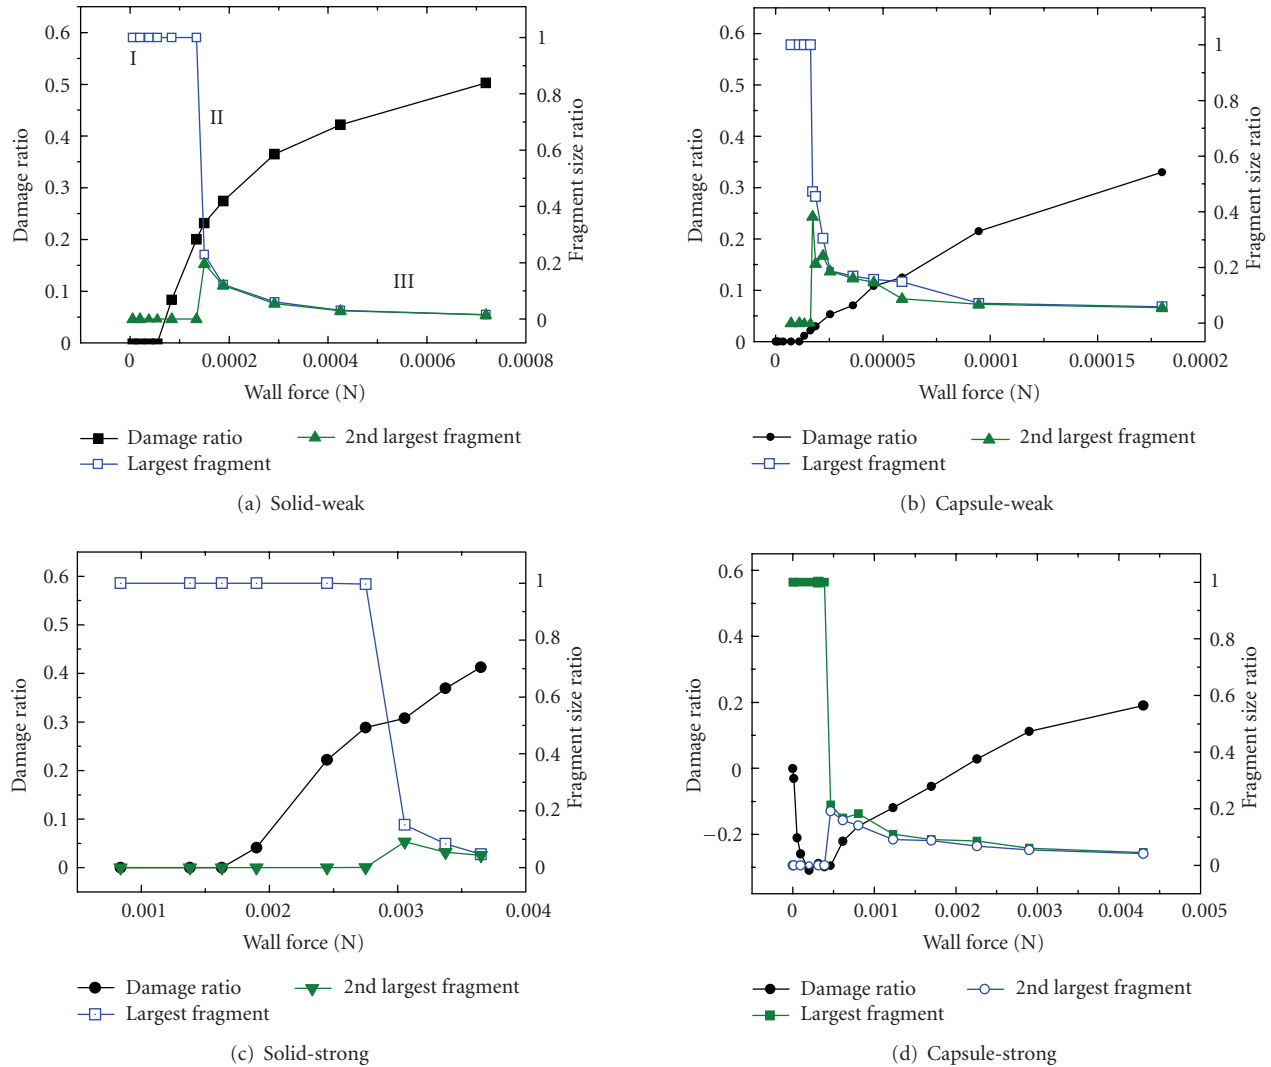 0.6
0.5
0.4
0.3
0.2
0.1
0
Damage ratio
1
0.8
0.6
0.4
0.2
0
Fragment size ratio
I
II
III
0 0.0002 0.0004 0.0006 0.0008
Wall force (N)
Damage ratio 2nd largest fragment
Largest fragment
(a) Solid-weak
0.6
0.5
0.4
0.3
0.2
0.1
0
Damage ratio
1
0.8
0.6
0.4
0.2
0
Fragment size ratio
0 0.00005 0.0001 0.00015 0.0002
Wall force (N)
Damage ratio 2nd largest fragment
Largest fragment
(b) Capsule-weak
0.6
0.5
0.4
0.3
0.2
0.1
0
Damage ratio
1
0.8
0.6
0.4
0.2
0
Fragment size ratio
0.001 0.002 0.003 0.004
Wall force (N)
Damage ratio 2nd largest fragment
Largest fragment
(c) Solid-strong
0.6
0.4
0.2
0
−0.2
Damage ratio
1
0.8
0.6
0.4
0.2
0
Fragment size ratio
0 0.001 0.002 0.003 0.004 0.005
Wall force (N)
Damage ratio 2nd largest fragment
Largest fragment
(d) Capsule-strong